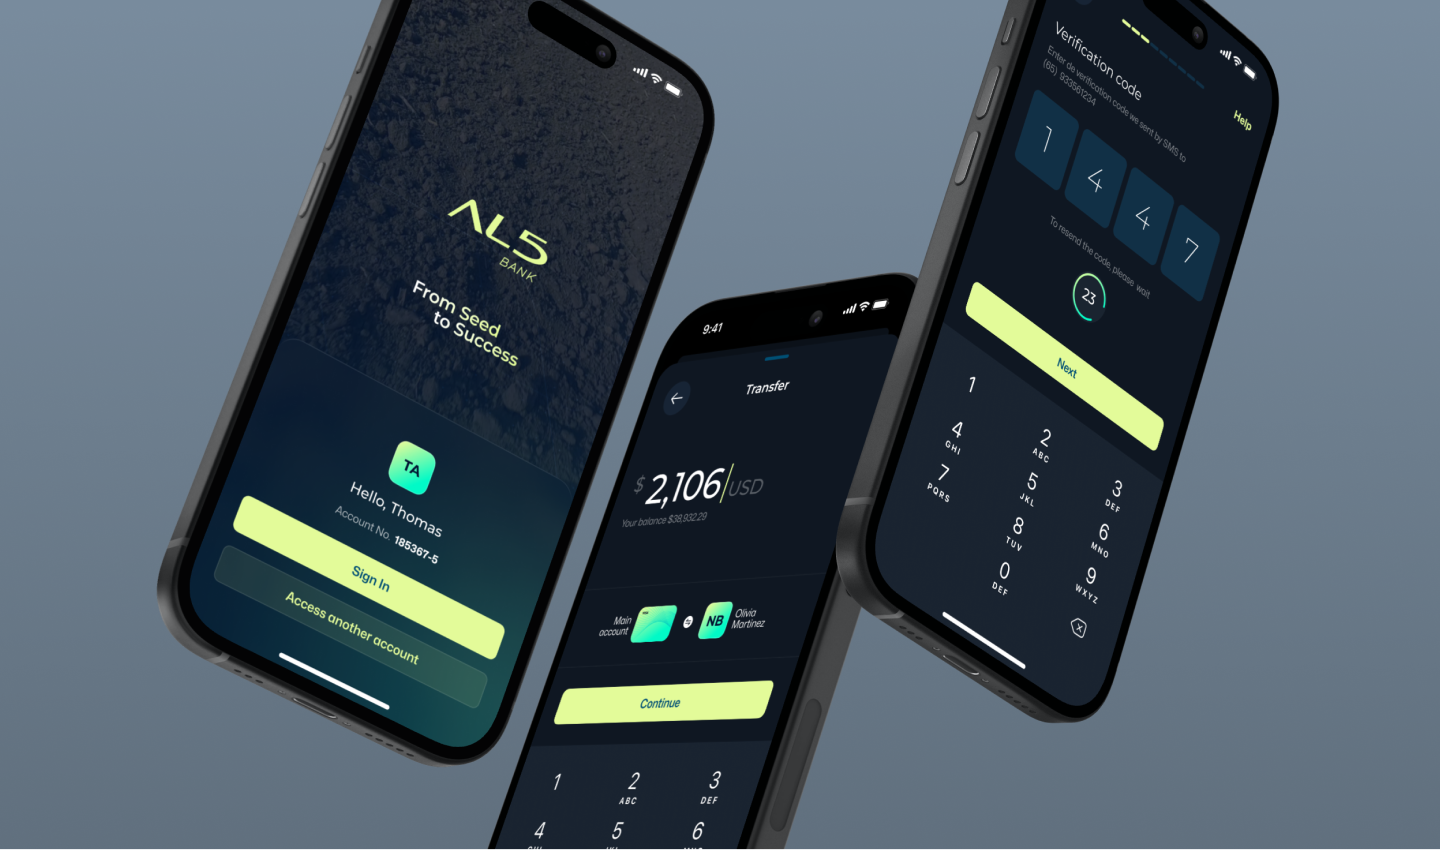 AL5
BANK
From Seed
to Success
TA
Hello, Thomas
Account No. 185367-5
Sign In
Access another account
9:41
Transfer
$ 2,106 USD
Your balance $38,932.29
Main
account
NB
Olivia
Martinez
Continue
1
2
ABC
3
DEF
4
GHI
5
JKL
6
Verification code
Enter de verification code we sent by SMS to
(65) 933561234
Help
1 4 4 7
To resend the code, please wait
23
Next
1
2
ABC
3
DEF
4
GHI
5
JKL
6
MNO
7
PQRS
8
TUV
9
WXYZ
0
DEF